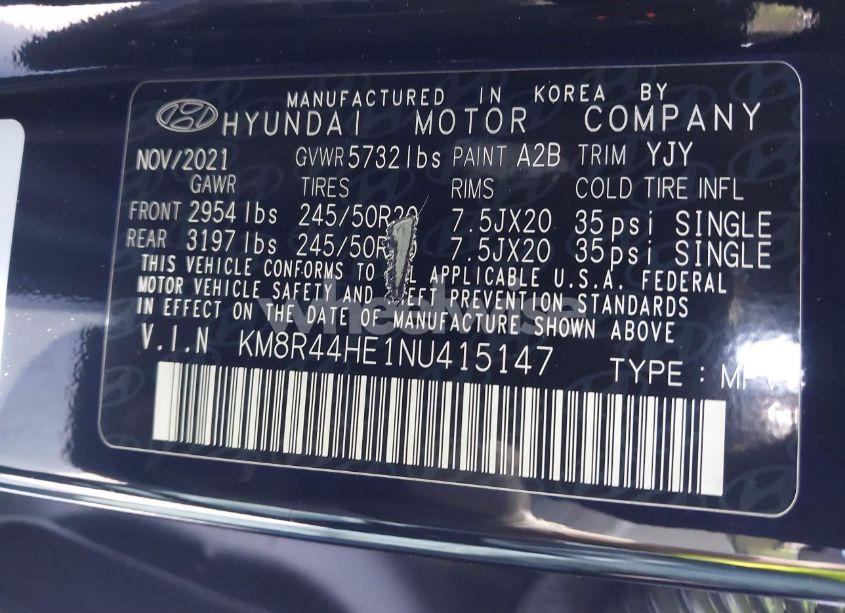 MANUFACTURED IN KOREA BY
HYUNDAI MOTOR COMPANY
NOV/2021 GVWR 5732 lbs PAINT A2B TRIM YJY
GAWR TIRES RIMS COLD TIRE INFL
FRONT 2954 lbs 245/50R20 7.5JX20 35psi SINGLE
REAR 3197 lbs 7.5JX20 35psi SINGLE
THIS VEHICLE CONFORMS TO APPLICABLE U.S.A. FEDERAL
MOTOR VEHICLE SAFETY AND THEFT PREVENTION STANDARDS
IN EFFECT ON THE DATE OF MANUFACTURE SHOWN ABOVE
V.I.N KM8R44HE1NU415147 TYPE :